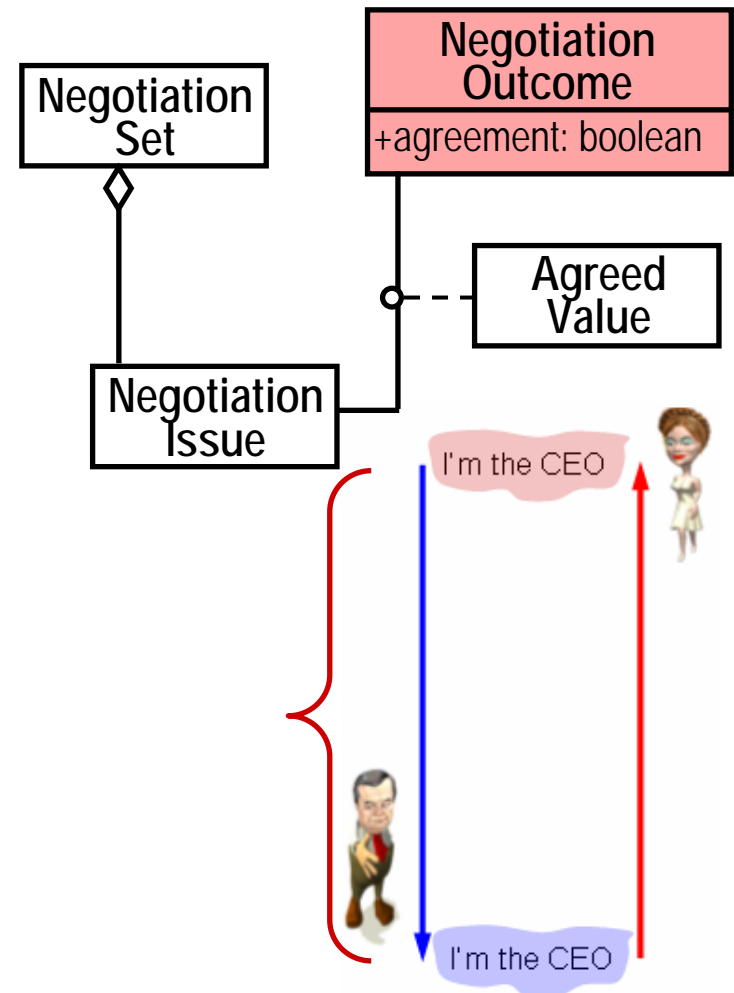 Negotiation
Set
Negotiation
Outcome
+agreement: boolean
Agreed
Value
Negotiation
Issue
I'm the CEO
I'm the CEO